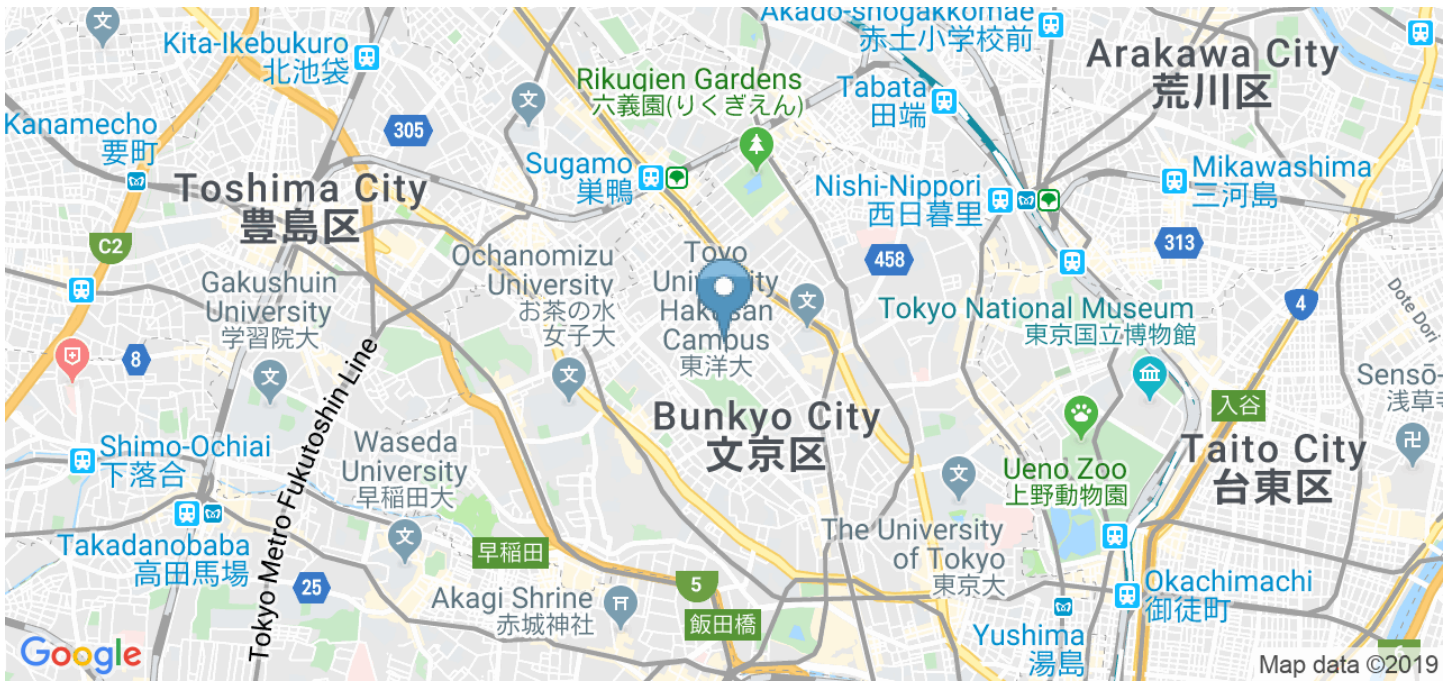 Akado-shogakkomae
赤土小学校前
Kita-Ikebukuro
北池袋
Arakawa City
荒川区
Rikugien Gardens
六義園(りくぎえん)
Tabata
田端
Kanamecho
要町
305
Sugamo
巣鴨
Mikawashima
三河島
Toshima City
豊島区
Nishi-Nippori
西日暮里
C2
313
458
Ochanomizu
University
お茶の水
女子大
Toyo
University
Hakusan
Campus
東洋大
Gakushuin
University
学習院大
4
Dote Dori
Tokyo National Museum
東京国立博物館
8
Tokyo Metro Fukutoshin Line
Sensō-
浅草寺
入谷
Bunkyo City
文京区
Shimo-Ochiai
下落合
Waseda
University
早稲田大
Taito City
台東区
Ueno Zoo
上野動物園
The University
of Tokyo
東京大
Takadanobaba
高田馬場
早稲田
25
5
Akagi Shrine
赤城神社
飯田橋
Okachimachi
御徒町
Yushima
湯島
Google
Map data ©2019